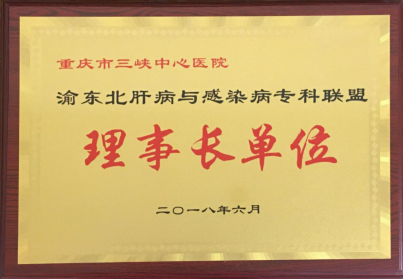 重庆市三峡中心医院
渝东北肝病与感染病专科联盟
理事长单位
二〇一八年六月